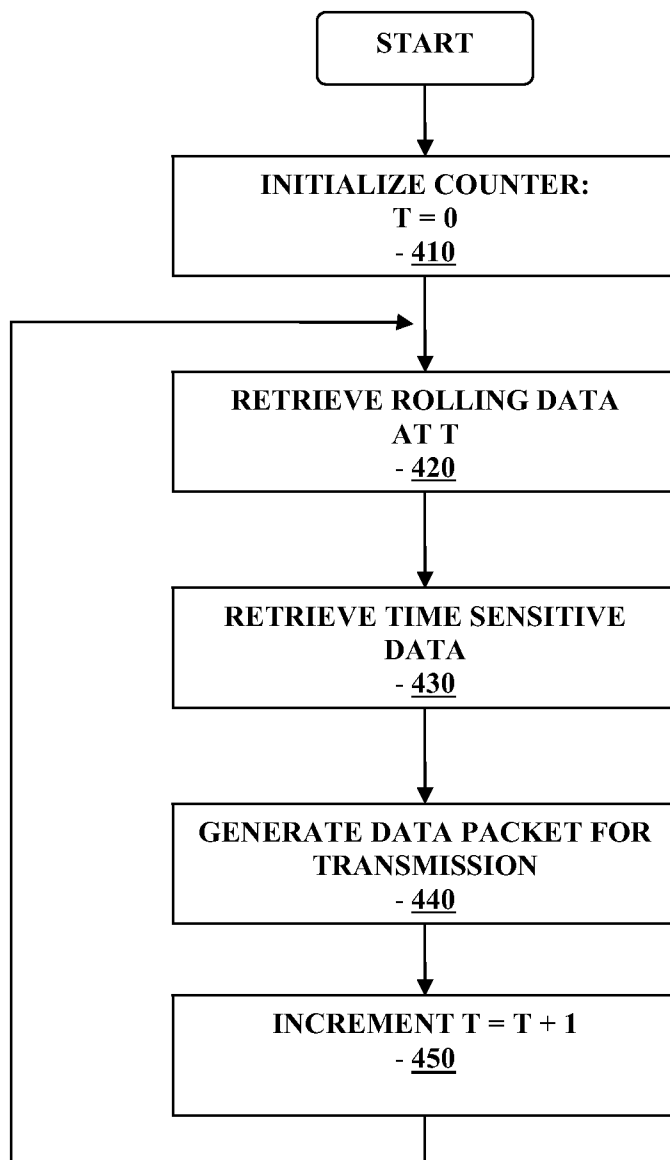 START
INITIALIZE COUNTER:
T = 0
- 410
RETRIEVE ROLLING DATA
AT T
- 420
RETRIEVE TIME SENSITIVE
DATA
- 430
GENERATE DATA PACKET FOR
TRANSMISSION
- 440
INCREMENT T = T + 1
- 450